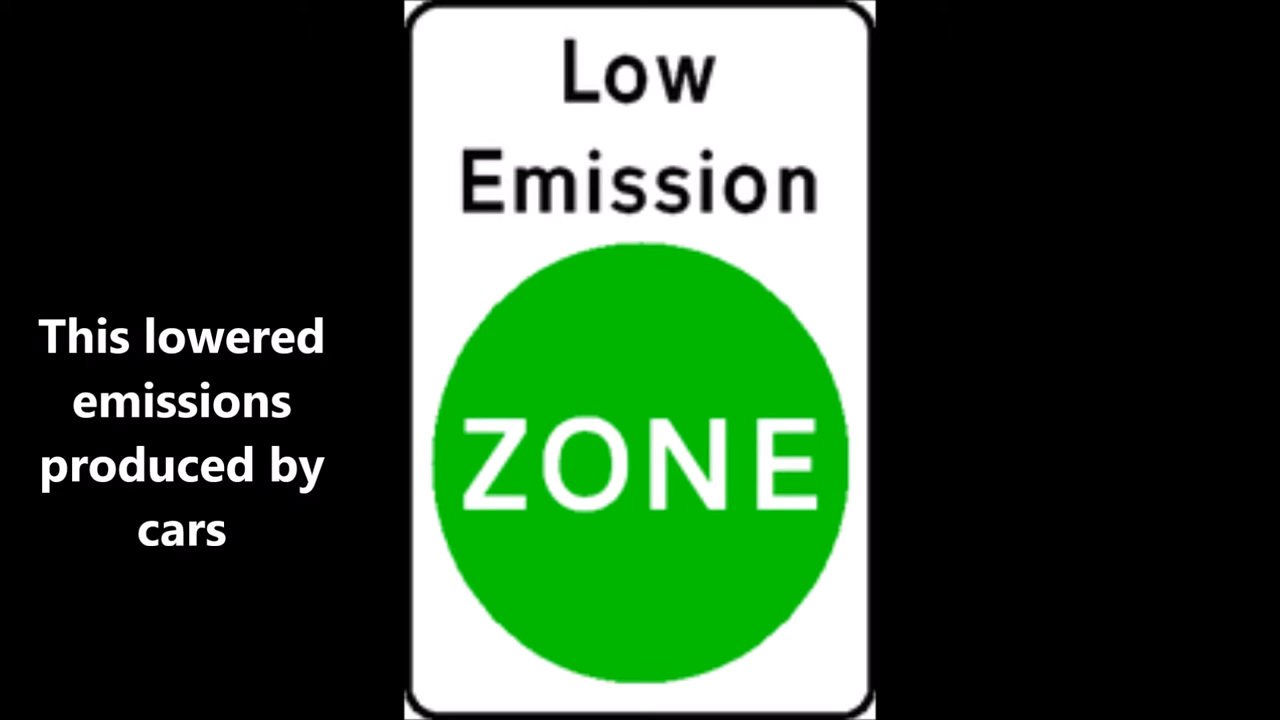 Low
Emission
ZONE
This lowered
emissions
produced by
cars